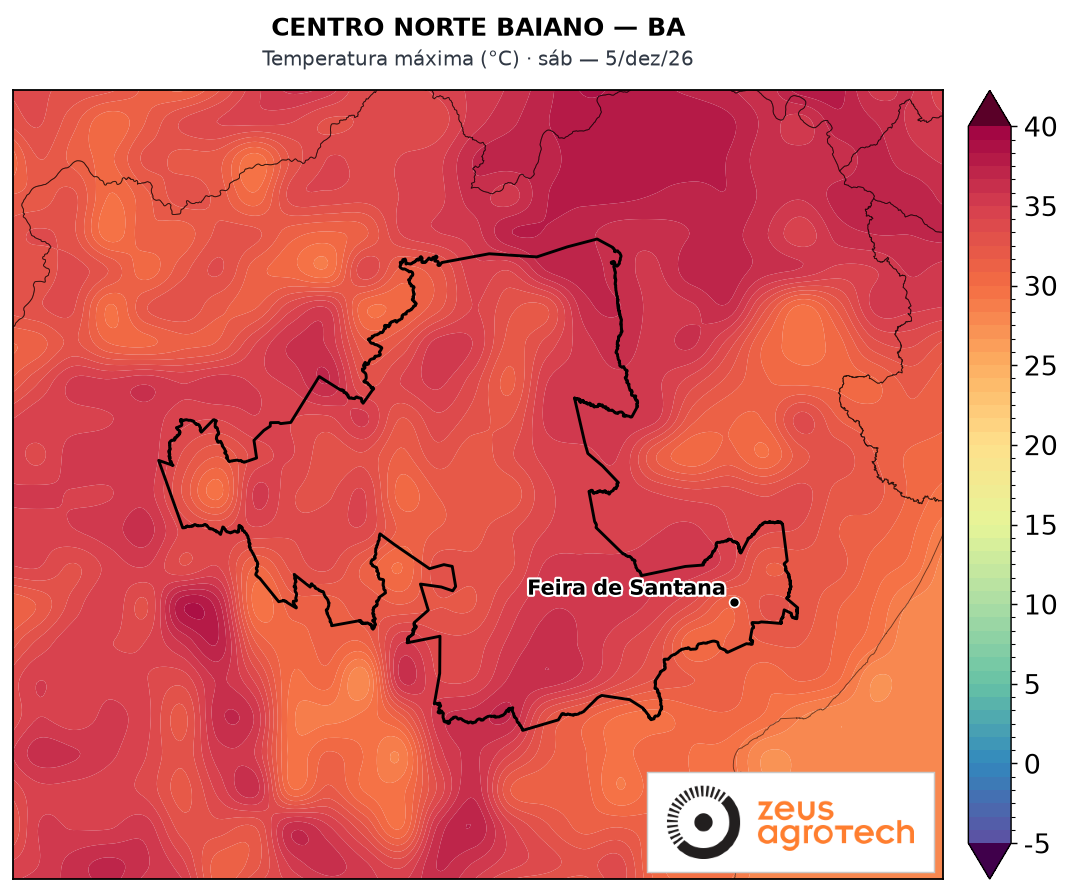 CENTRO NORTE BAIANO — BA
Temperatura máxima (°C) · sáb — 5/dez/26
40
35
30
25
20
15
10
5
0
-5
Feira de Santana
zeus
agrotech